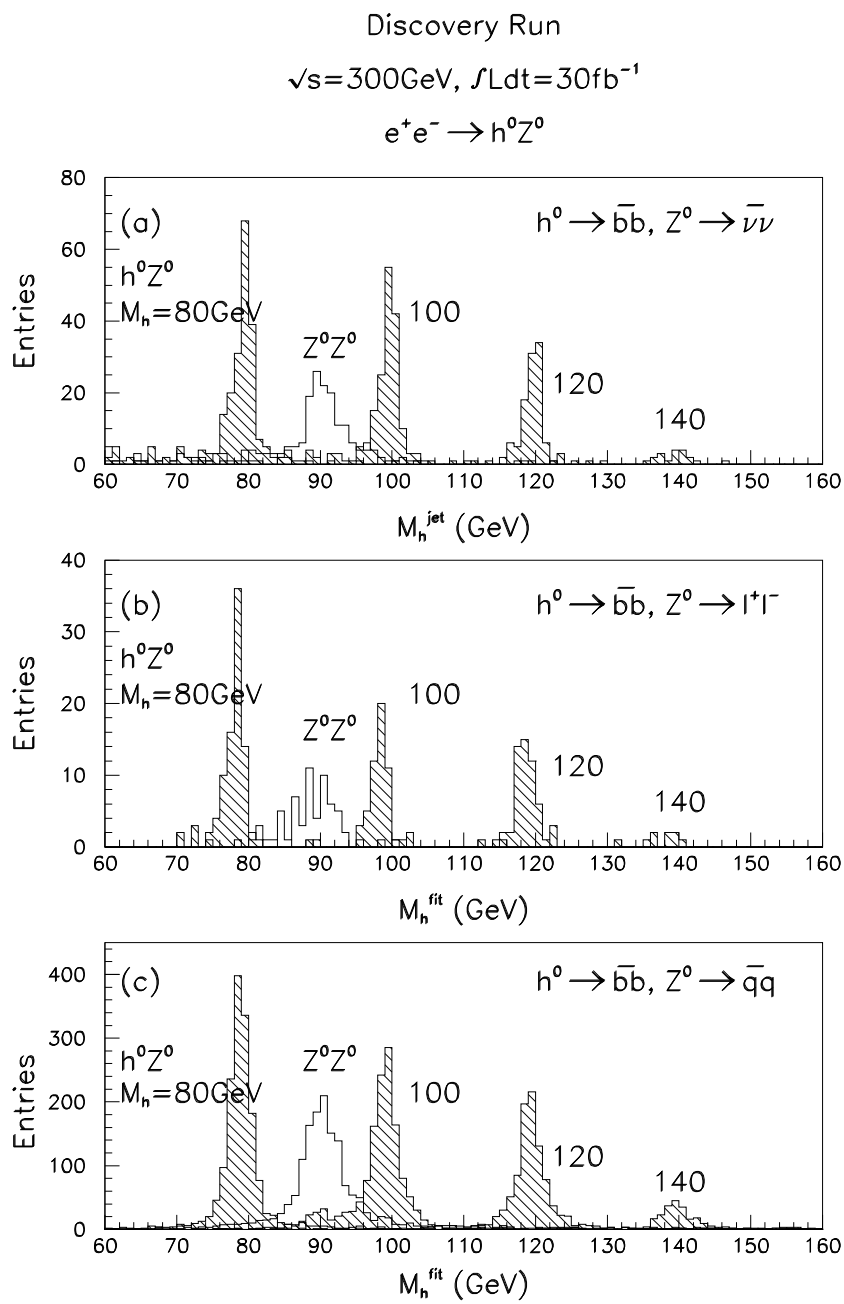 Discovery Run
√s=300GeV, ∫Ldt=30fb⁻¹
e⁺e⁻ → h⁰Z⁰
80
60
40
20
0
Entries
(a)
h⁰ → b̅b, Z⁰ → ν̅ν
h⁰Z⁰
M_h=80GeV
Z⁰Z⁰
100
120
140
60 70 80 90 100 110 120 130 140 150 160
M_h^jet (GeV)
40
30
20
10
0
Entries
(b)
h⁰ → b̅b, Z⁰ → l⁺l⁻
h⁰Z⁰
M_h=80GeV
Z⁰Z⁰
100
120
140
60 70 80 90 100 110 120 130 140 150 160
M_h^fit (GeV)
400
300
200
100
0
Entries
(c)
h⁰ → b̅b, Z⁰ → q̅q
h⁰Z⁰
M_h=80GeV
Z⁰Z⁰
100
120
140
60 70 80 90 100 110 120 130 140 150 160
M_h^fit (GeV)